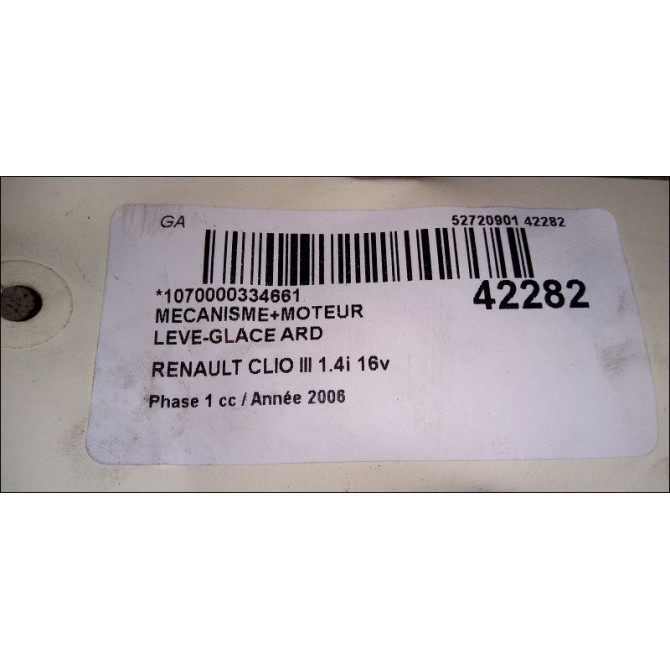 GA 52720901 42282
*1070000334661 42282
MECANISME+MOTEUR
LEVE-GLACE ARD
RENAULT CLIO III 1.4i 16v
Phase 1 cc / Année 2006